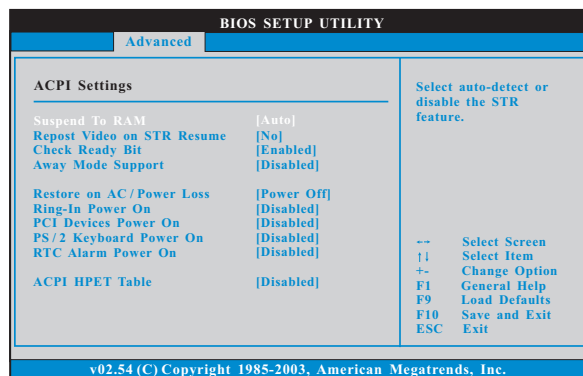 BIOS SETUP UTILITY
Advanced
ACPI Settings
Suspend To RAM [Auto]
Repost Video on STR Resume [No]
Check Ready Bit [Enabled]
Away Mode Support [Disabled]
Restore on AC / Power Loss [Power Off]
Ring-In Power On [Disabled]
PCI Devices Power On [Disabled]
PS / 2 Keyboard Power On [Disabled]
RTC Alarm Power On [Disabled]
ACPI HPET Table [Disabled]
Select auto-detect or
disable the STR
feature.
←→ Select Screen
↑↓ Select Item
+- Change Option
F1 General Help
F9 Load Defaults
F10 Save and Exit
ESC Exit
v02.54 (C) Copyright 1985-2003, American Megatrends, Inc.